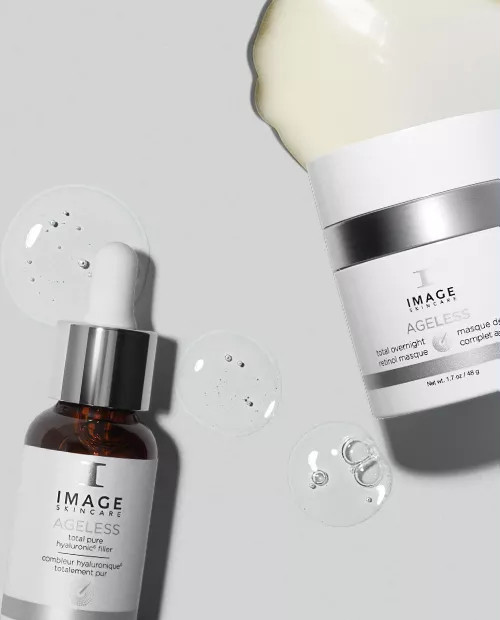 IMAGE
SKINCARE
AGELESS
total overnight
retinol masque
masque de
complet
Net wt. 1.7 oz / 48 g
I
IMAGE
SKINCARE
AGELESS
total pure
hyaluronic⁶ filler
combleur hyaluronique⁶
totalement pur